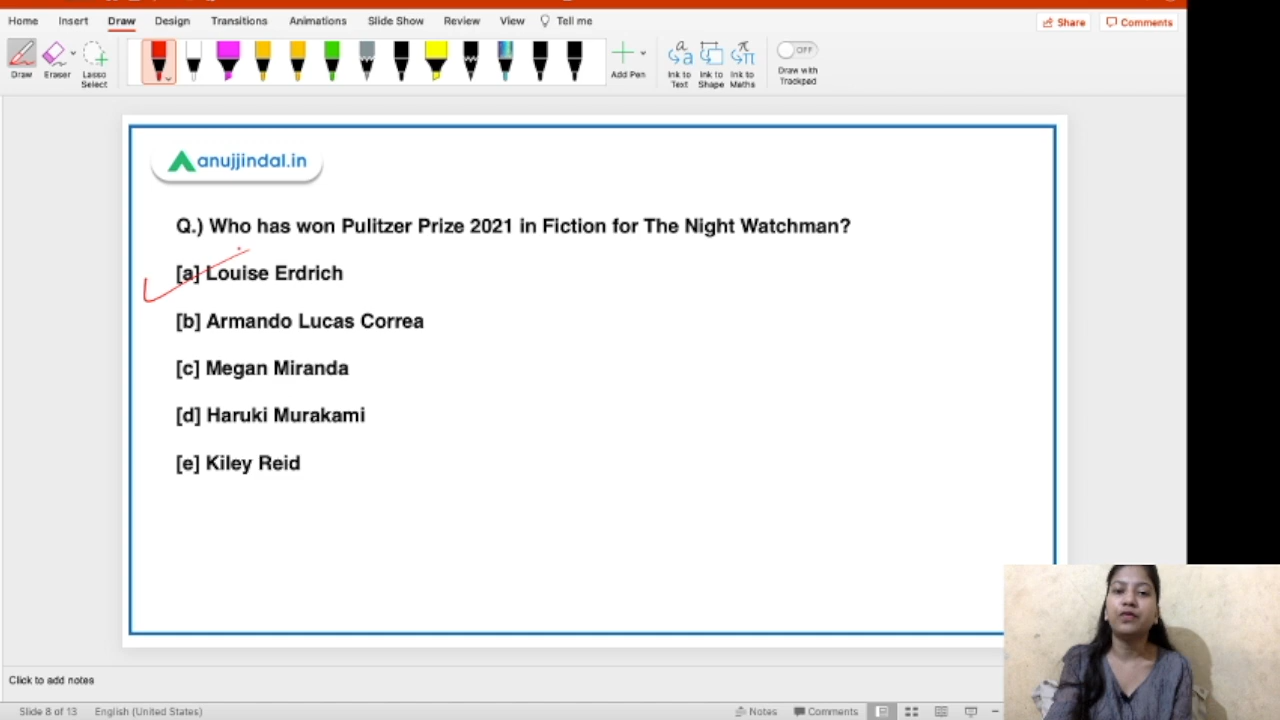 Home Insert Draw Design Transitions Animations Slide Show Review View Tell me Share Comments
Draw Eraser Lasso Select Add Pen Ink to Text Ink to Shape Ink to Maths OFF Draw with Trackpad
anujjindal.in
Q.) Who has won Pulitzer Prize 2021 in Fiction for The Night Watchman?
[a] Louise Erdrich
[b] Armando Lucas Correa
[c] Megan Miranda
[d] Haruki Murakami
[e] Kiley Reid
Click to add notes
Slide 8 of 13 English (United States) Notes Comments